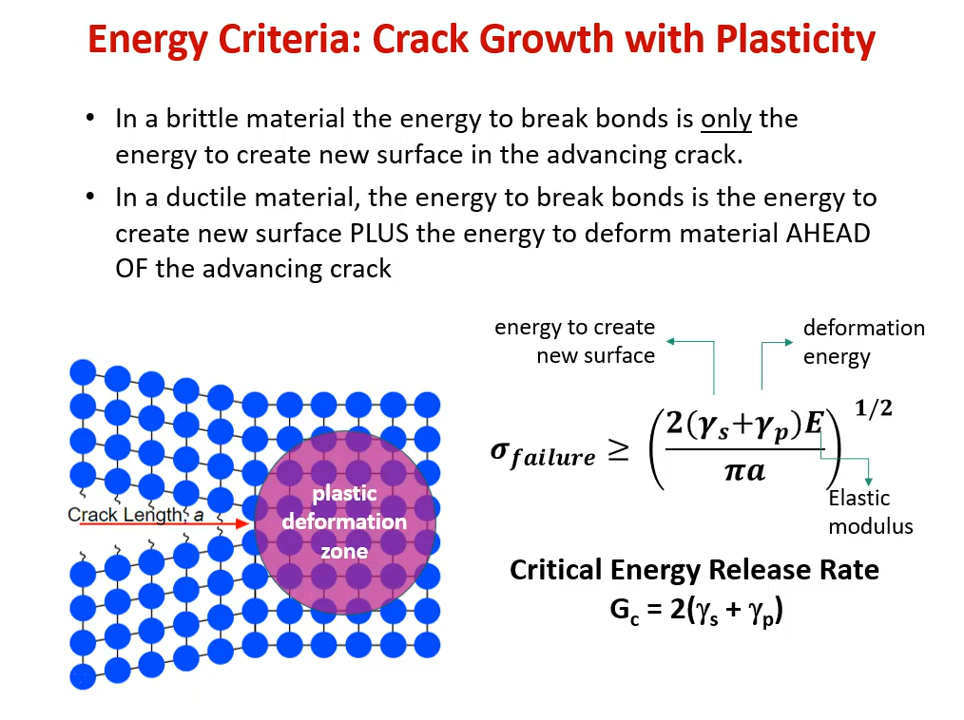 Energy Criteria: Crack Growth with Plasticity
• In a brittle material the energy to break bonds is only the
energy to create new surface in the advancing crack.
• In a ductile material, the energy to break bonds is the energy to
create new surface PLUS the energy to deform material AHEAD
OF the advancing crack
energy to create
new surface
deformation
energy
σ_failure ≥ (2(γ_s+γ_p)E / πa)^1/2
Elastic
modulus
plastic
deformation
zone
Crack Length, a
Critical Energy Release Rate
G_c = 2(γ_s + γ_p)